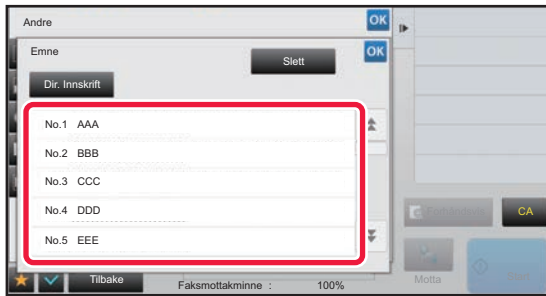 Andre OK
Emne OK
Slett
Dir. Innskrift
No.1 AAA
No.2 BBB
No.3 CCC
No.4 DDD
No.5 EEE
CA
Tilbake
Faksmottakminne : 100%
Motta
Start